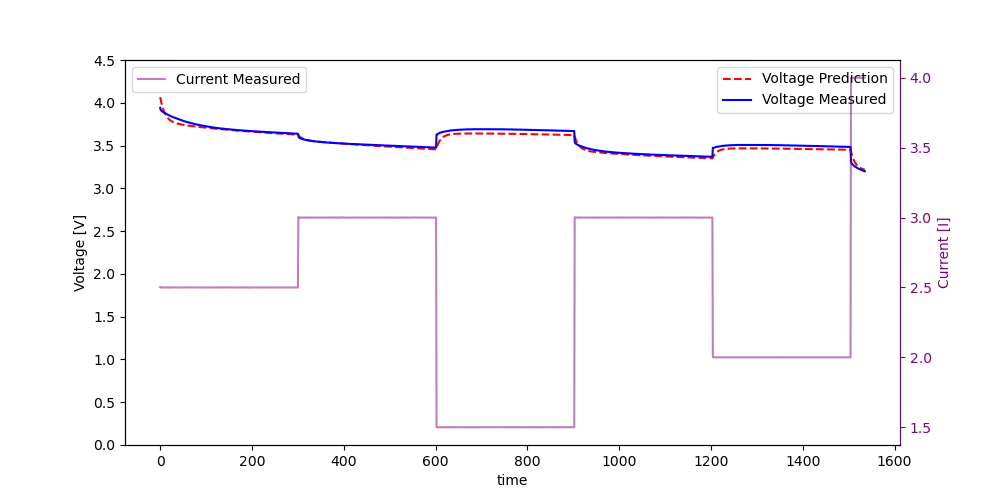 Current Measured
Voltage Prediction
Voltage Measured
Voltage [V]
4.5
4.0
3.5
3.0
2.5
2.0
1.5
1.0
0.5
0.0
0 200 400 600 800 1000 1200 1400 1600
time
4.0
3.5
3.0
2.5
2.0
1.5
Current [I]